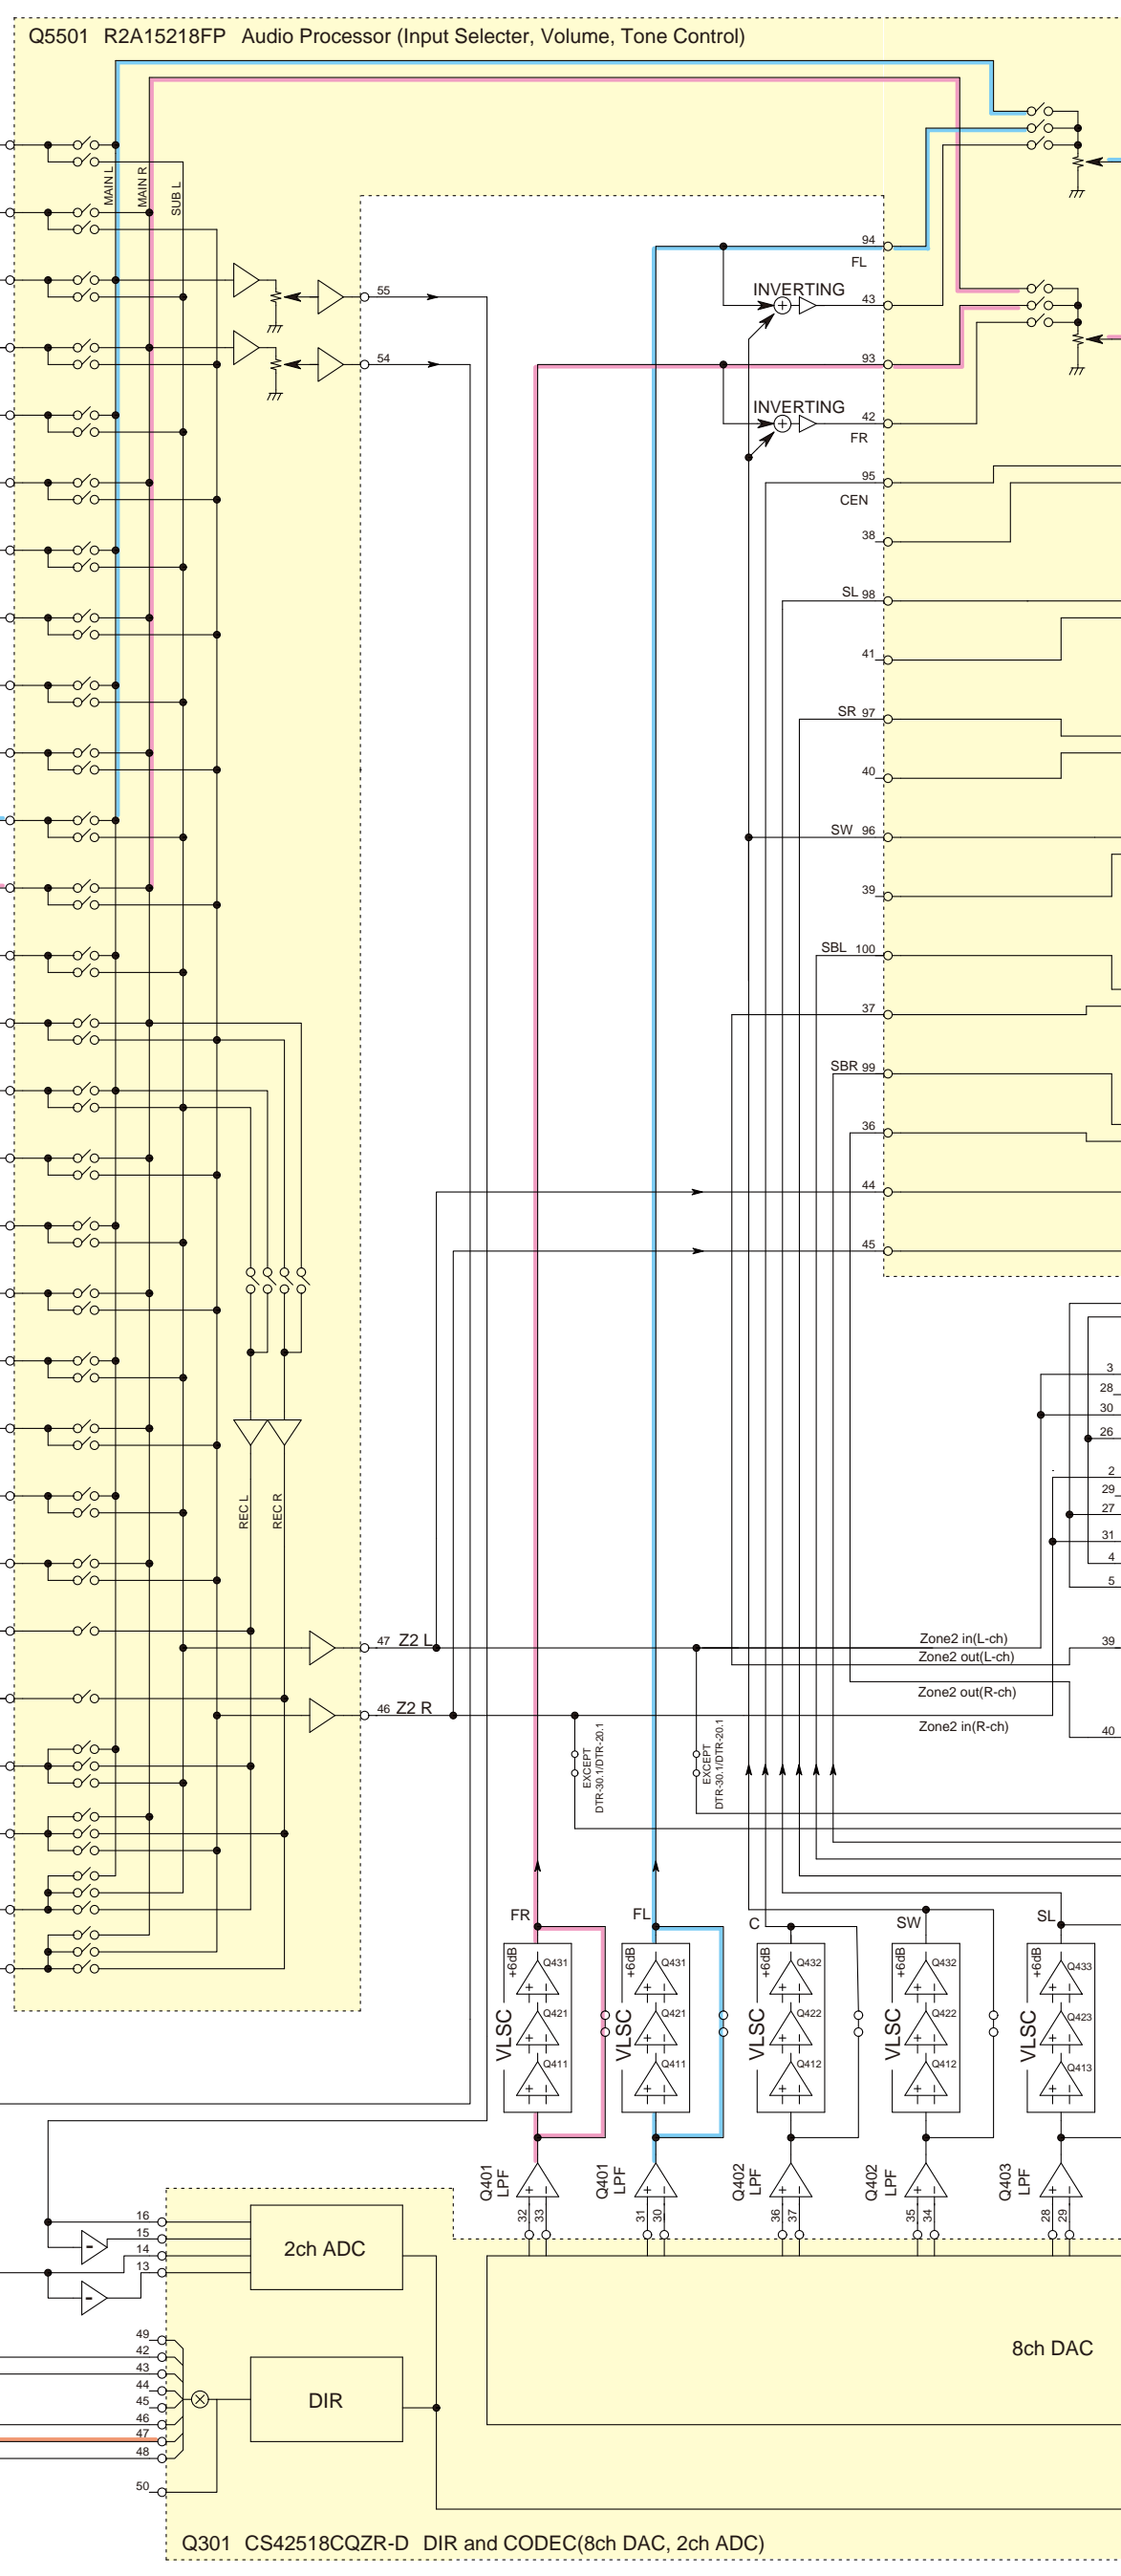 Q5501 R2A15218FP Audio Processor (Input Selecter, Volume, Tone Control)
MAIN L
MAIN R
SUB L
94
FL
INVERTING
43
55
54
93
INVERTING
42
FR
95
CEN
38
SL 98
41
SR 97
40
SW 96
39
SBL 100
37
SBR 99
36
44
45
3
28
30
26
2
29
27
31
4
5
REC L
REC R
47 Z2 L
Zone2 in(L-ch)
39
Zone2 out(L-ch)
Zone2 out(R-ch)
46 Z2 R
Zone2 in(R-ch)
40
EXCEPT
DTR-30.1/DTR-20.1
EXCEPT
DTR-30.1/DTR-20.1
FR
FL
C
SW
SL
+6dB
Q431
+6dB
Q431
+6dB
Q432
+6dB
Q432
+6dB
Q433
VLSC
Q421
VLSC
Q421
VLSC
Q422
VLSC
Q422
VLSC
Q423
Q411
Q411
Q412
Q412
Q413
Q401
LPF
Q401
LPF
Q402
LPF
Q402
LPF
Q403
LPF
32
33
31
30
36
37
35
34
28
29
16
15
14
13
2ch ADC
8ch DAC
49
42
43
44
45
46
47
48
50
DIR
Q301 CS42518CQZR-D DIR and CODEC(8ch DAC, 2ch ADC)